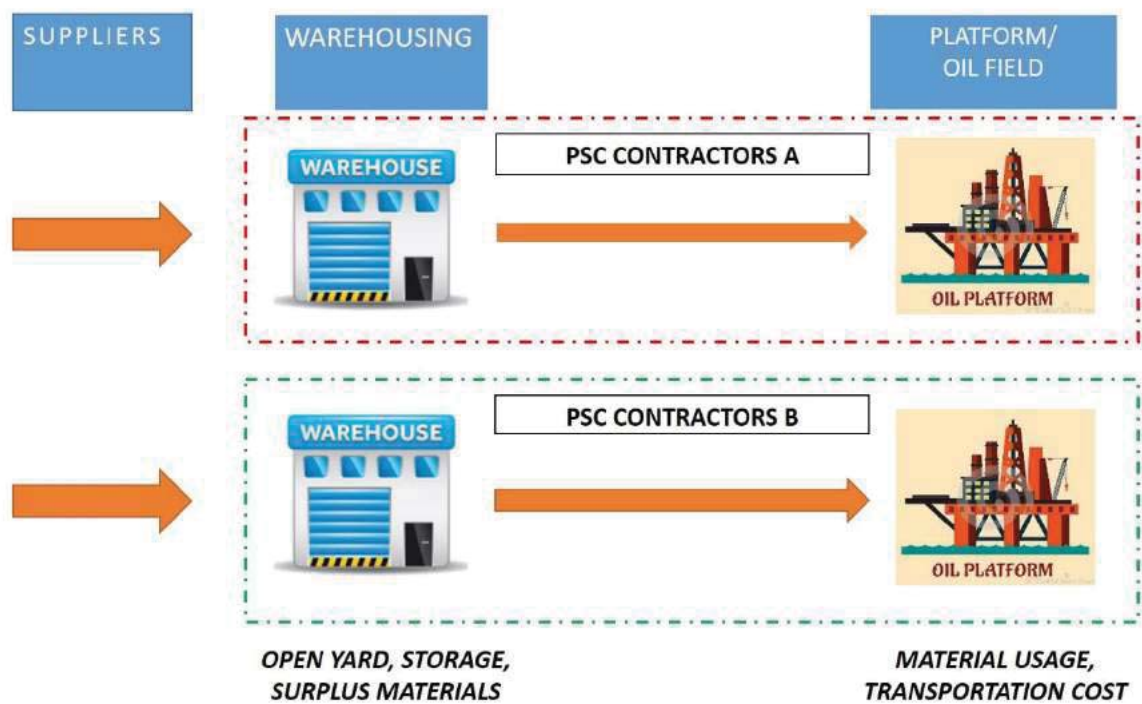 SUPPLIERS
WAREHOUSING
PLATFORM/
OIL FIELD
PSC CONTRACTORS A
WAREHOUSE
OIL PLATFORM
PSC CONTRACTORS B
WAREHOUSE
OIL PLATFORM
OPEN YARD, STORAGE,
SURPLUS MATERIALS
MATERIAL USAGE,
TRANSPORTATION COST